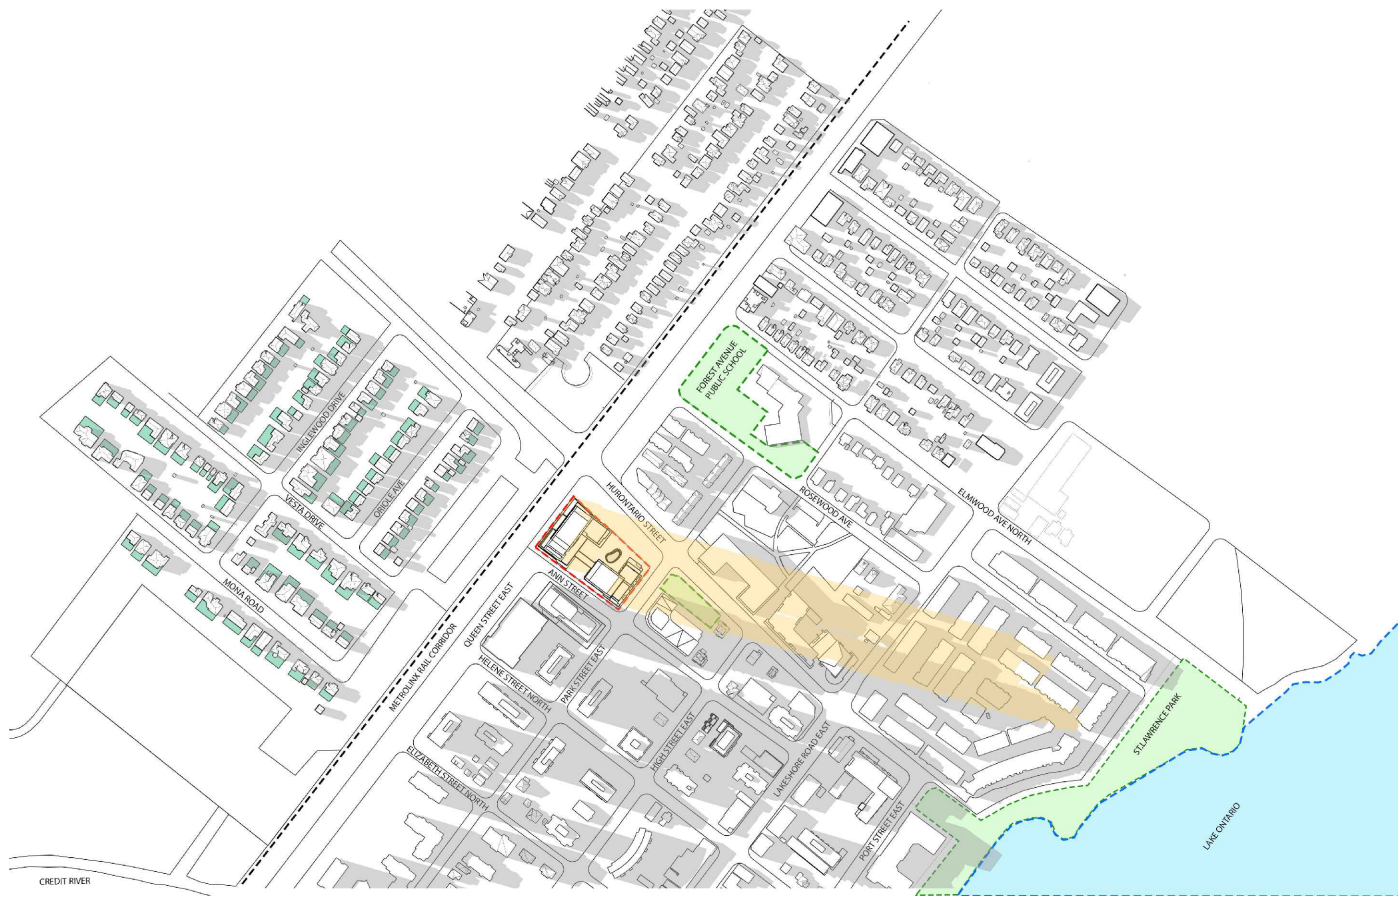 FOREST AVENUE
PUBLIC SCHOOL
INGLEWOOD DRIVE
ORIOLE AVE
VESTA DRIVE
MONA ROAD
HURONTARIO STREET
ROSEWOOD AVE
ELMWOOD AVE NORTH
ANN STREET
QUEEN STREET EAST
METROLINX RAIL CORRIDOR
HELENE STREET NORTH
PARK STREET EAST
HIGH STREET EAST
ELIZABETH STREET NORTH
LAKESHORE ROAD EAST
PORT STREET EAST
ST.LAWRENCE PARK
LAKE ONTARIO
CREDIT RIVER